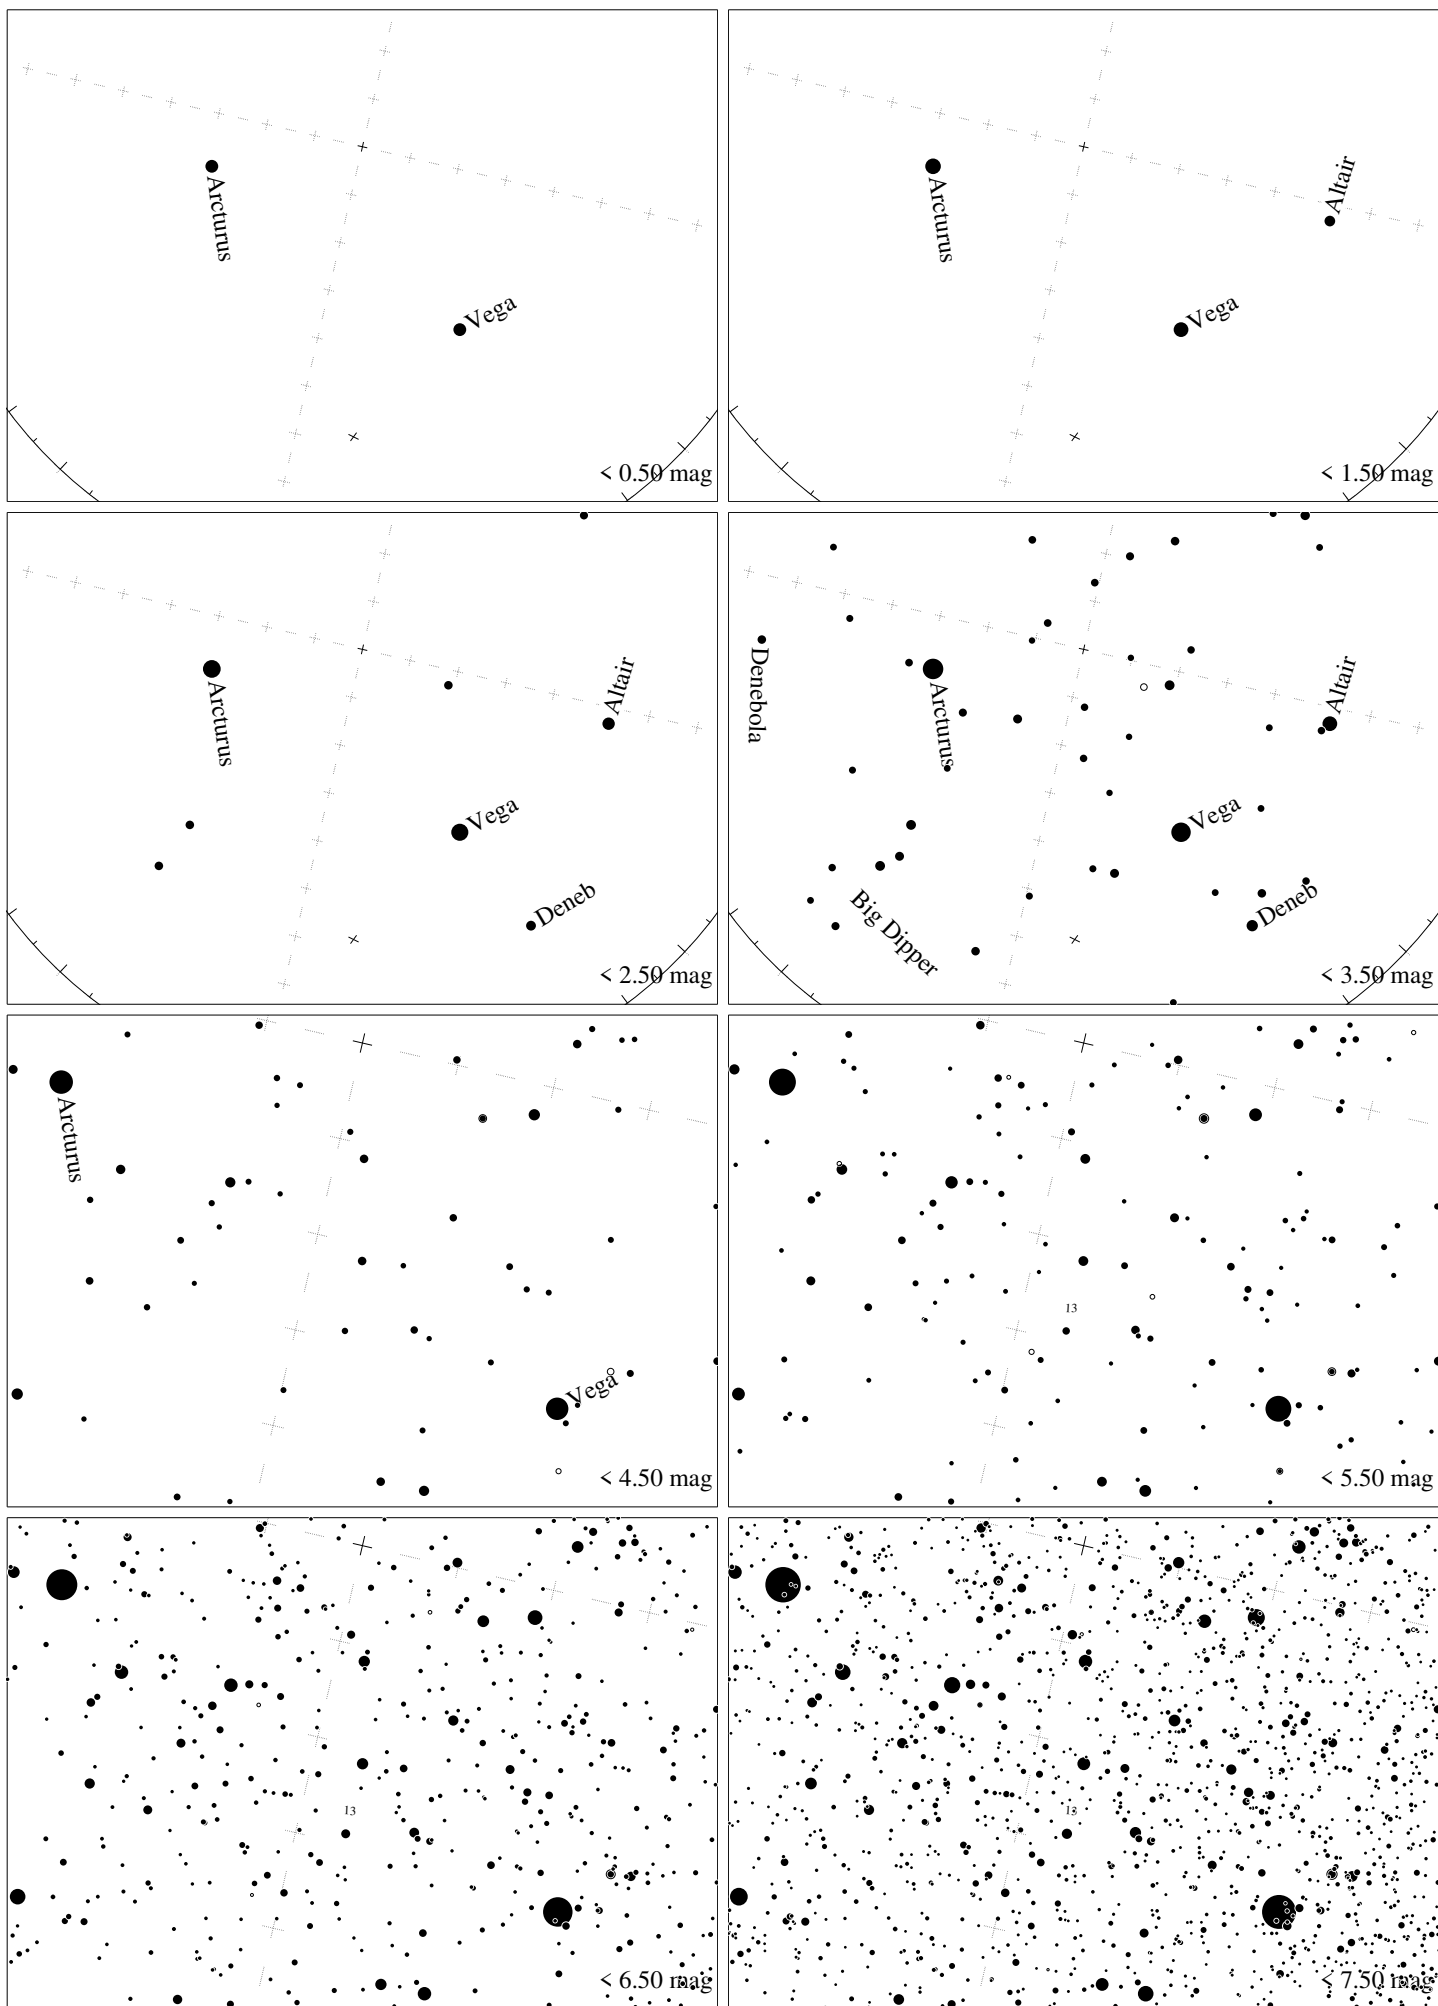 Arcturus
Vega
< 0.50 mag
Arcturus
Altair
Vega
< 1.50 mag
Arcturus
Altair
Vega
Deneb
< 2.50 mag
Denebola
Arcturus
Altair
Vega
Big Dipper
Deneb
< 3.50 mag
Arcturus
Vega
< 4.50 mag
13
< 5.50 mag
13
< 6.50 mag
13
< 7.50 mag